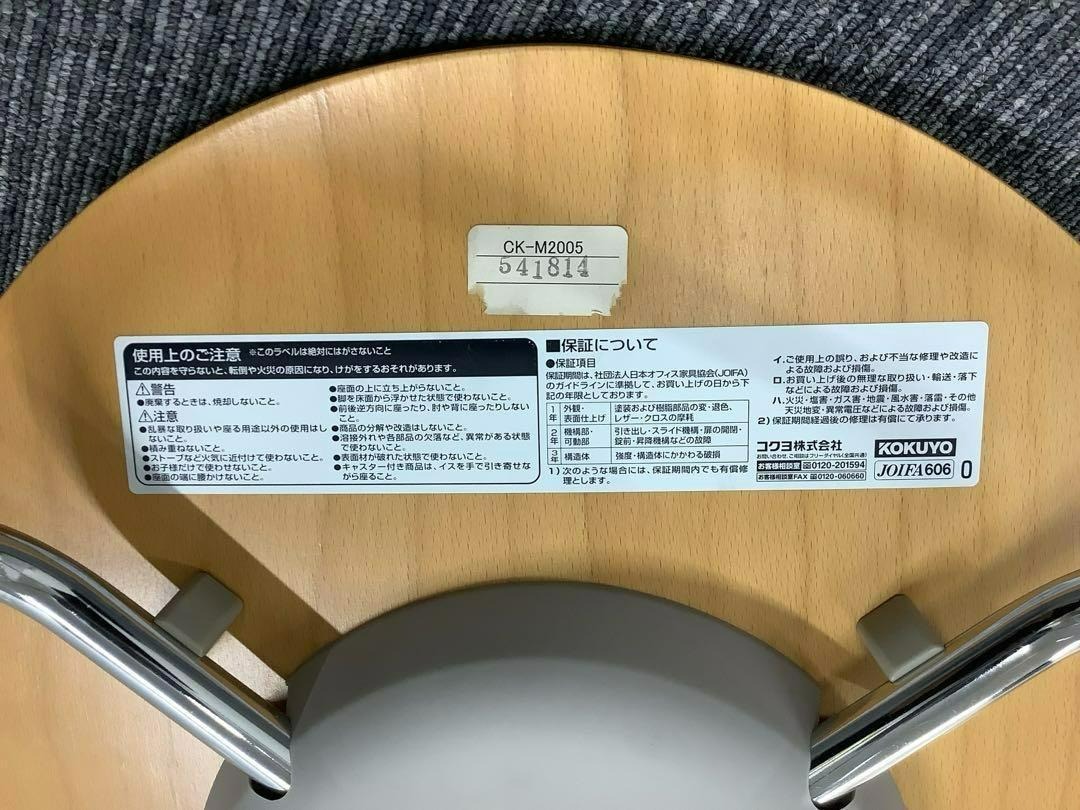 CK-M2005
541814
使用上のご注意 ※このラベルは絶対にはがさないこと
この内容を守らないと、転倒や火災の原因になり、けがをするおそれがあります。
⚠警告
●廃棄するときは、焼却しないこと。
⚠注意
●乱暴な取り扱いや座る用途以外の使用はし
ないこと。
●積み重ねないこと。
●ストーブなど火気に近付けて使わないこと。
●お子様だけで使わせないこと。
●座面の端に腰かけないこと。
●座面の上に立ち上がらないこと。
●脚を床面から浮かせた状態で使わないこと。
●前後逆方向に座ったり、肘や背に座ったりしない
こと。
●商品の分解や改造はしないこと。
●溶接外れや各部品の欠落など、異常がある状態
で使わないこと。
●表面材が破れた状態で使わないこと。
●キャスター付き商品は、イスを手で引き寄せな
がら座ること。
■保証について
●保証項目
保証期間は、社団法人日本オフィス家具協会(JOIFA)
のガイドラインに準拠して、お買い上げの日から下
記の年限としております。
1年 外観・表面仕上げ 塗装および樹脂部品の変・退色、レザー・クロスの摩耗
2年 機構部・可動部 引き出し・スライド機構・扉の開閉・錠前・昇降機構などの故障
3年 構造体 強度・構造体にかかわる破損
1)次のような場合には、保証期間内でも有償修
理とします。
イ.ご使用上の誤り、および不当な修理や改造に
よる故障および損傷。
ロ.お買い上げ後の無理な取り扱い・輸送・落下
などによる故障および損傷。
ハ.火災・塩害・ガス害・地震・風水害・落雷・その他
天災地変・異常電圧などによる故障および損傷。
2)保証期間経過後の修理は有償にて承ります。
コクヨ株式会社
お問い合わせ、ご相談はフリーダイヤル(全国共通)
お客様相談室 0120-201594
お客様相談室FAX 0120-060660
KOKUYO
JOIFA606 0